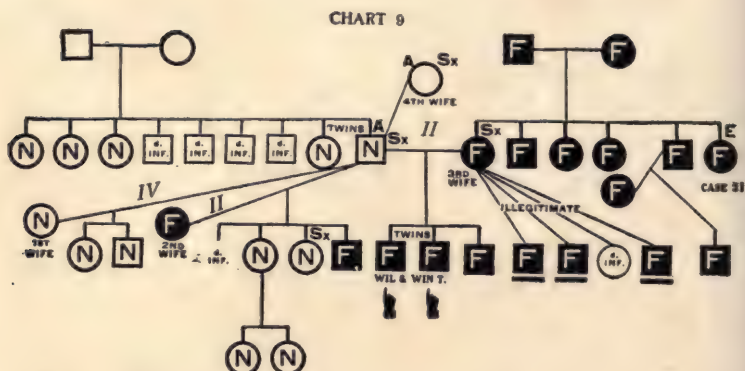 CHART 9
F F
A Sx
4TH WIFE
TWINS A Sx II Sx E
N N N d. INF. d. INF. d. INF. d. INF. N N F F F F F F
3RD WIFE F CASE 31
IV II ILLEGITIMATE
N F Sx TWINS
1ST WIFE N N 2ND WIFE d. INF. N N F F F F F d. INF. F F
WIL & WIN T.
N N